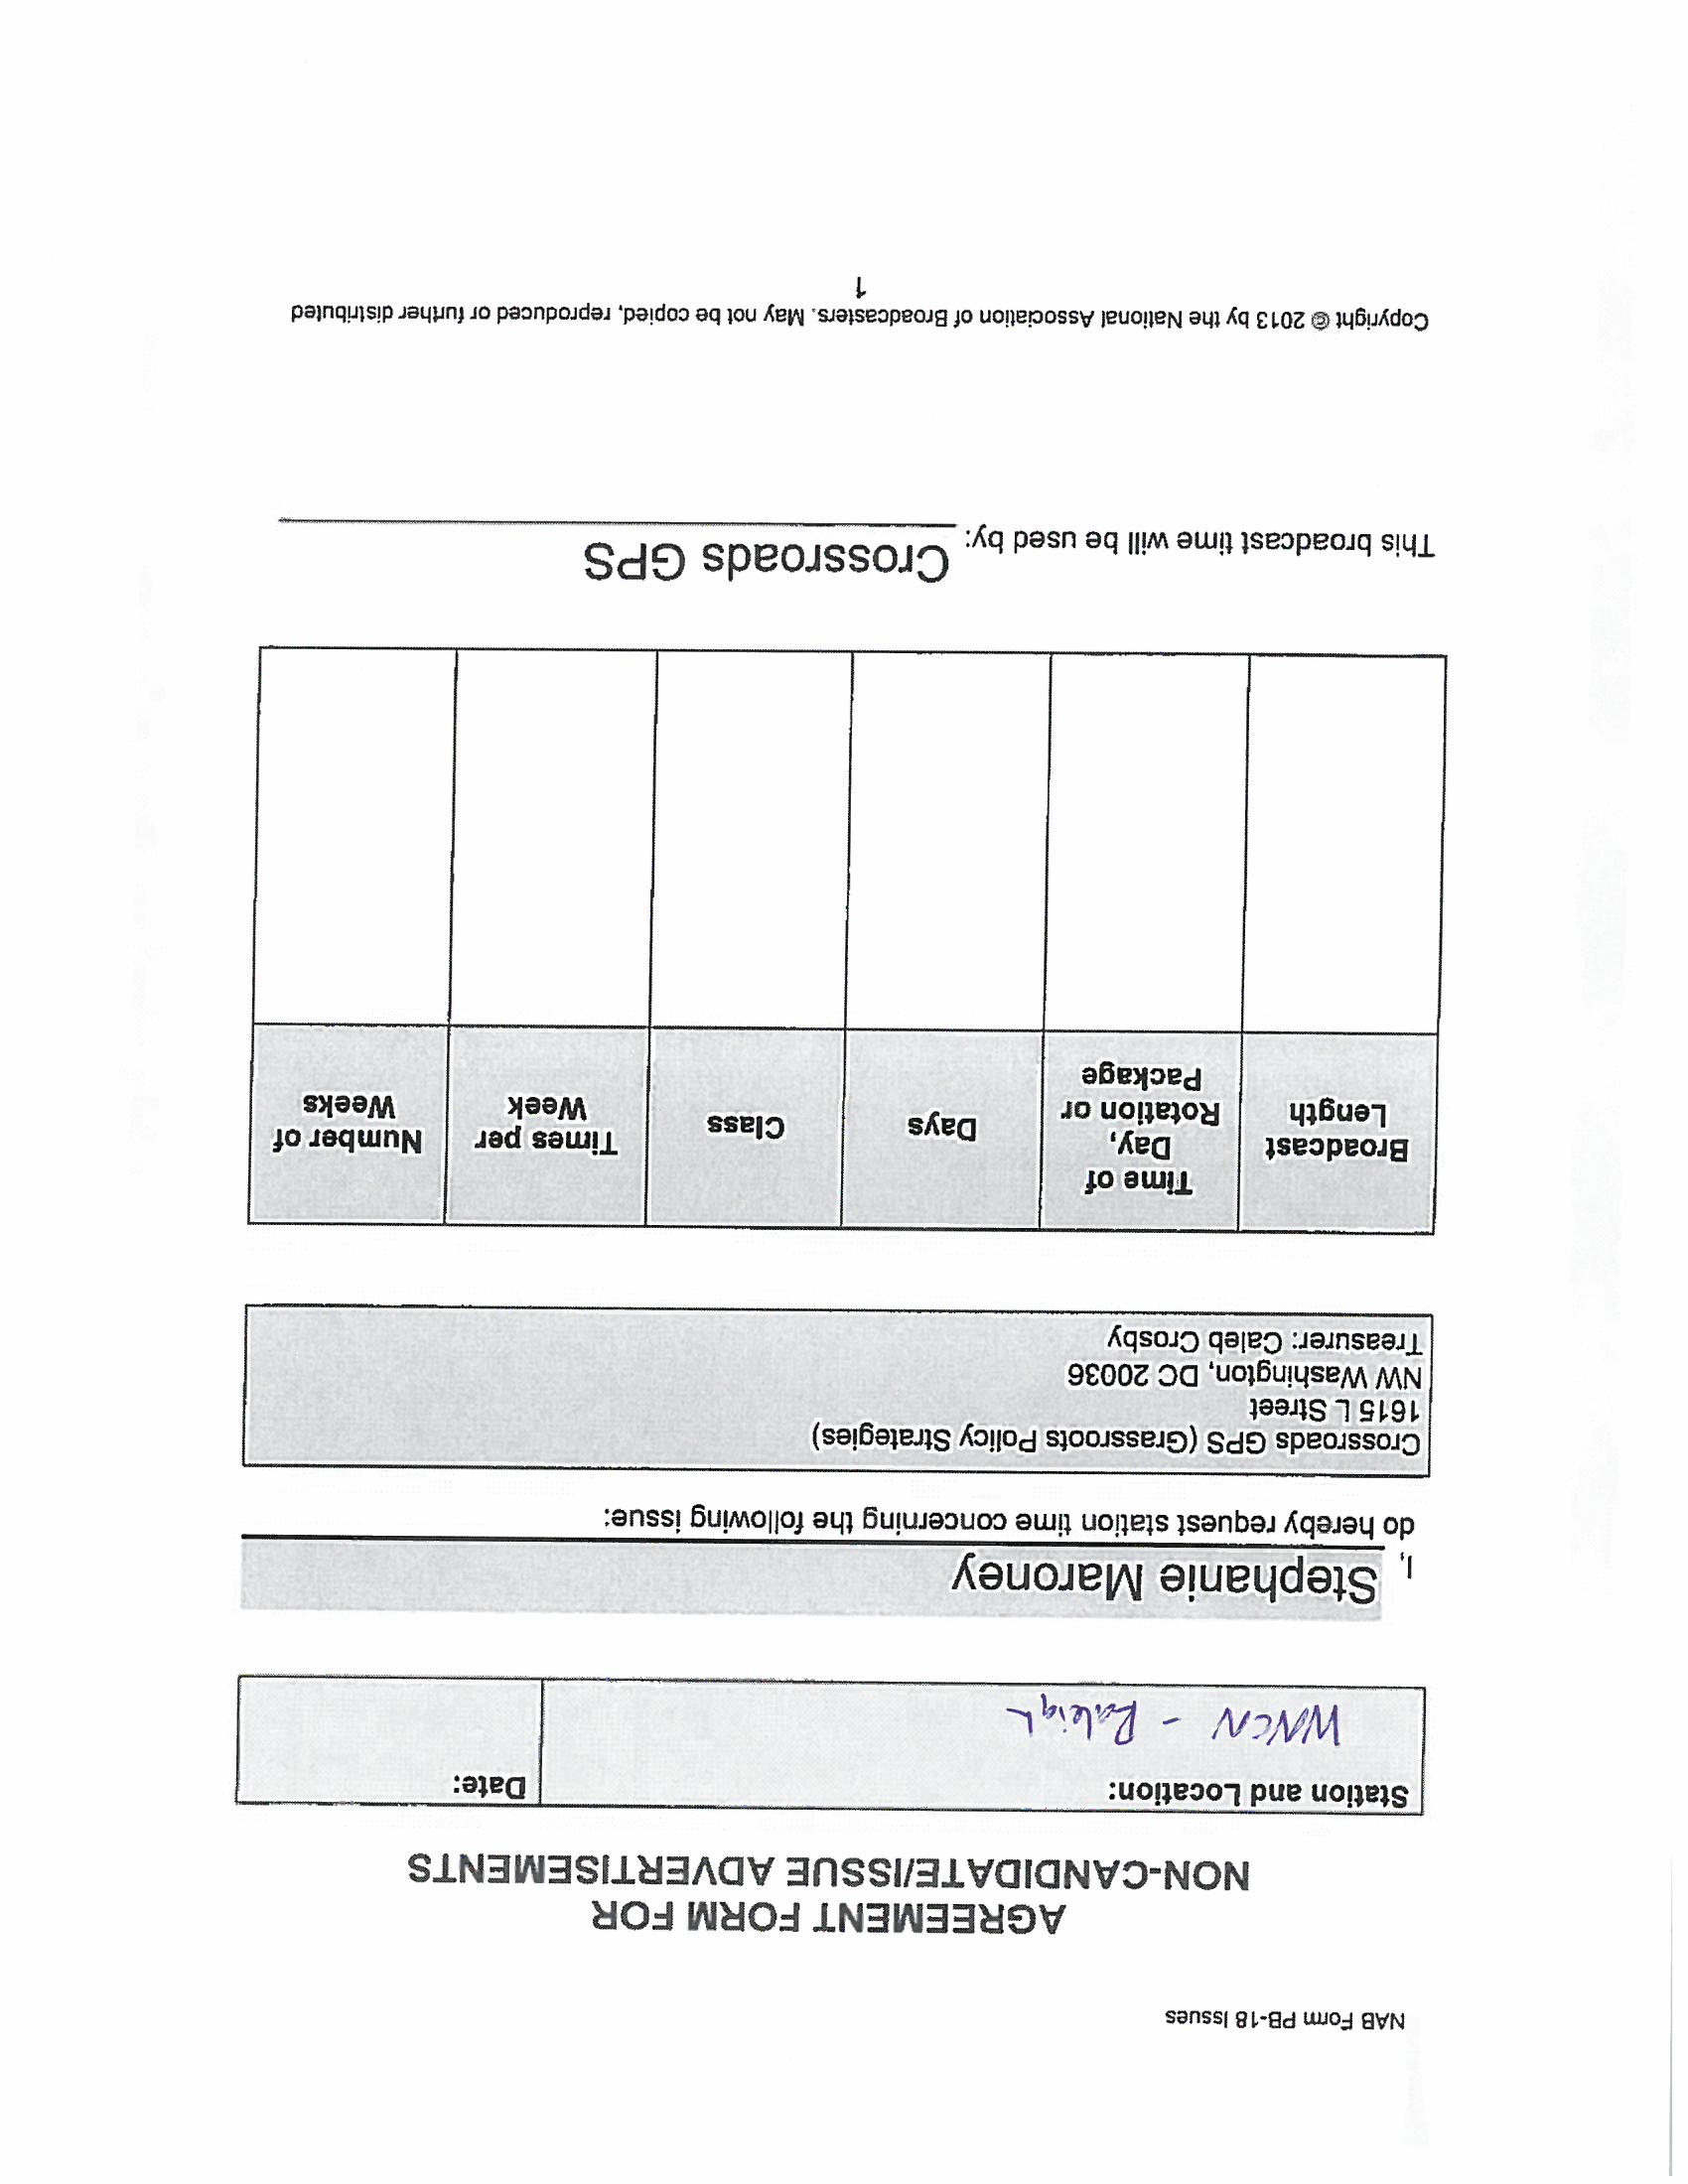 NAB Form PB-18 Issues
AGREEMENT FORM FOR
NON-CANDIDATE/ISSUE ADVERTISEMENTS
Station and Location:
Date:
WNCN - Raleigh
I, Stephanie Maroney
do hereby request station time concerning the following issue:
Crossroads GPS (Grassroots Policy Strategies)
1615 L Street
NW Washington, DC 20036
Treasurer: Caleb Crosby
Broadcast
Length
Time of
Day,
Rotation or
Package
Days
Class
Times per
Week
Number of
Weeks
This broadcast time will be used by: Crossroads GPS
Copyright © 2013 by the National Association of Broadcasters. May not be copied, reproduced or further distributed
1